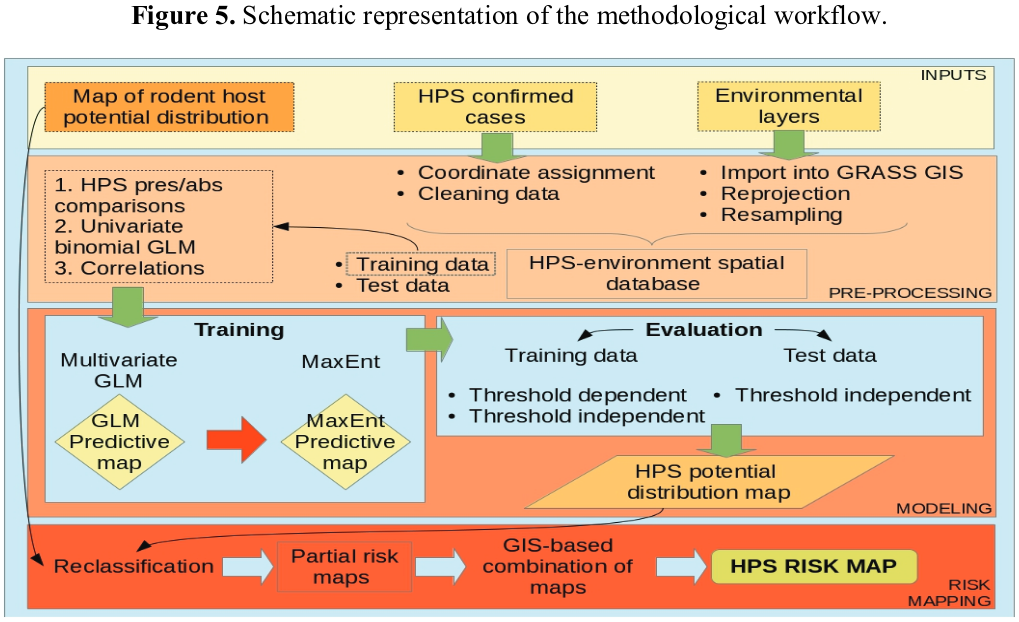 Figure 5. Schematic representation of the methodological workflow.
INPUTS
Map of rodent host
potential distribution
HPS confirmed
cases
Environmental
layers
• Coordinate assignment
• Cleaning data
• Import into GRASS GIS
• Reprojection
• Resampling
1. HPS pres/abs
comparisons
2. Univariate
binomial GLM
3. Correlations
• Training data
• Test data
HPS-environment spatial
database
PRE-PROCESSING
Training
Multivariate
GLM
MaxEnt
GLM
Predictive
map
MaxEnt
Predictive
map
Evaluation
Training data
Test data
• Threshold dependent
• Threshold independent
• Threshold independent
HPS potential
distribution map
MODELING
Reclassification
Partial risk
maps
GIS-based
combination of
maps
HPS RISK MAP
RISK
MAPPING